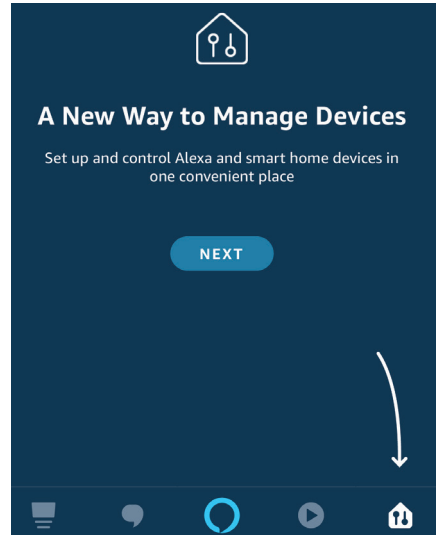 A New Way to Manage Devices
Set up and control Alexa and smart home devices in
one convenient place
NEXT